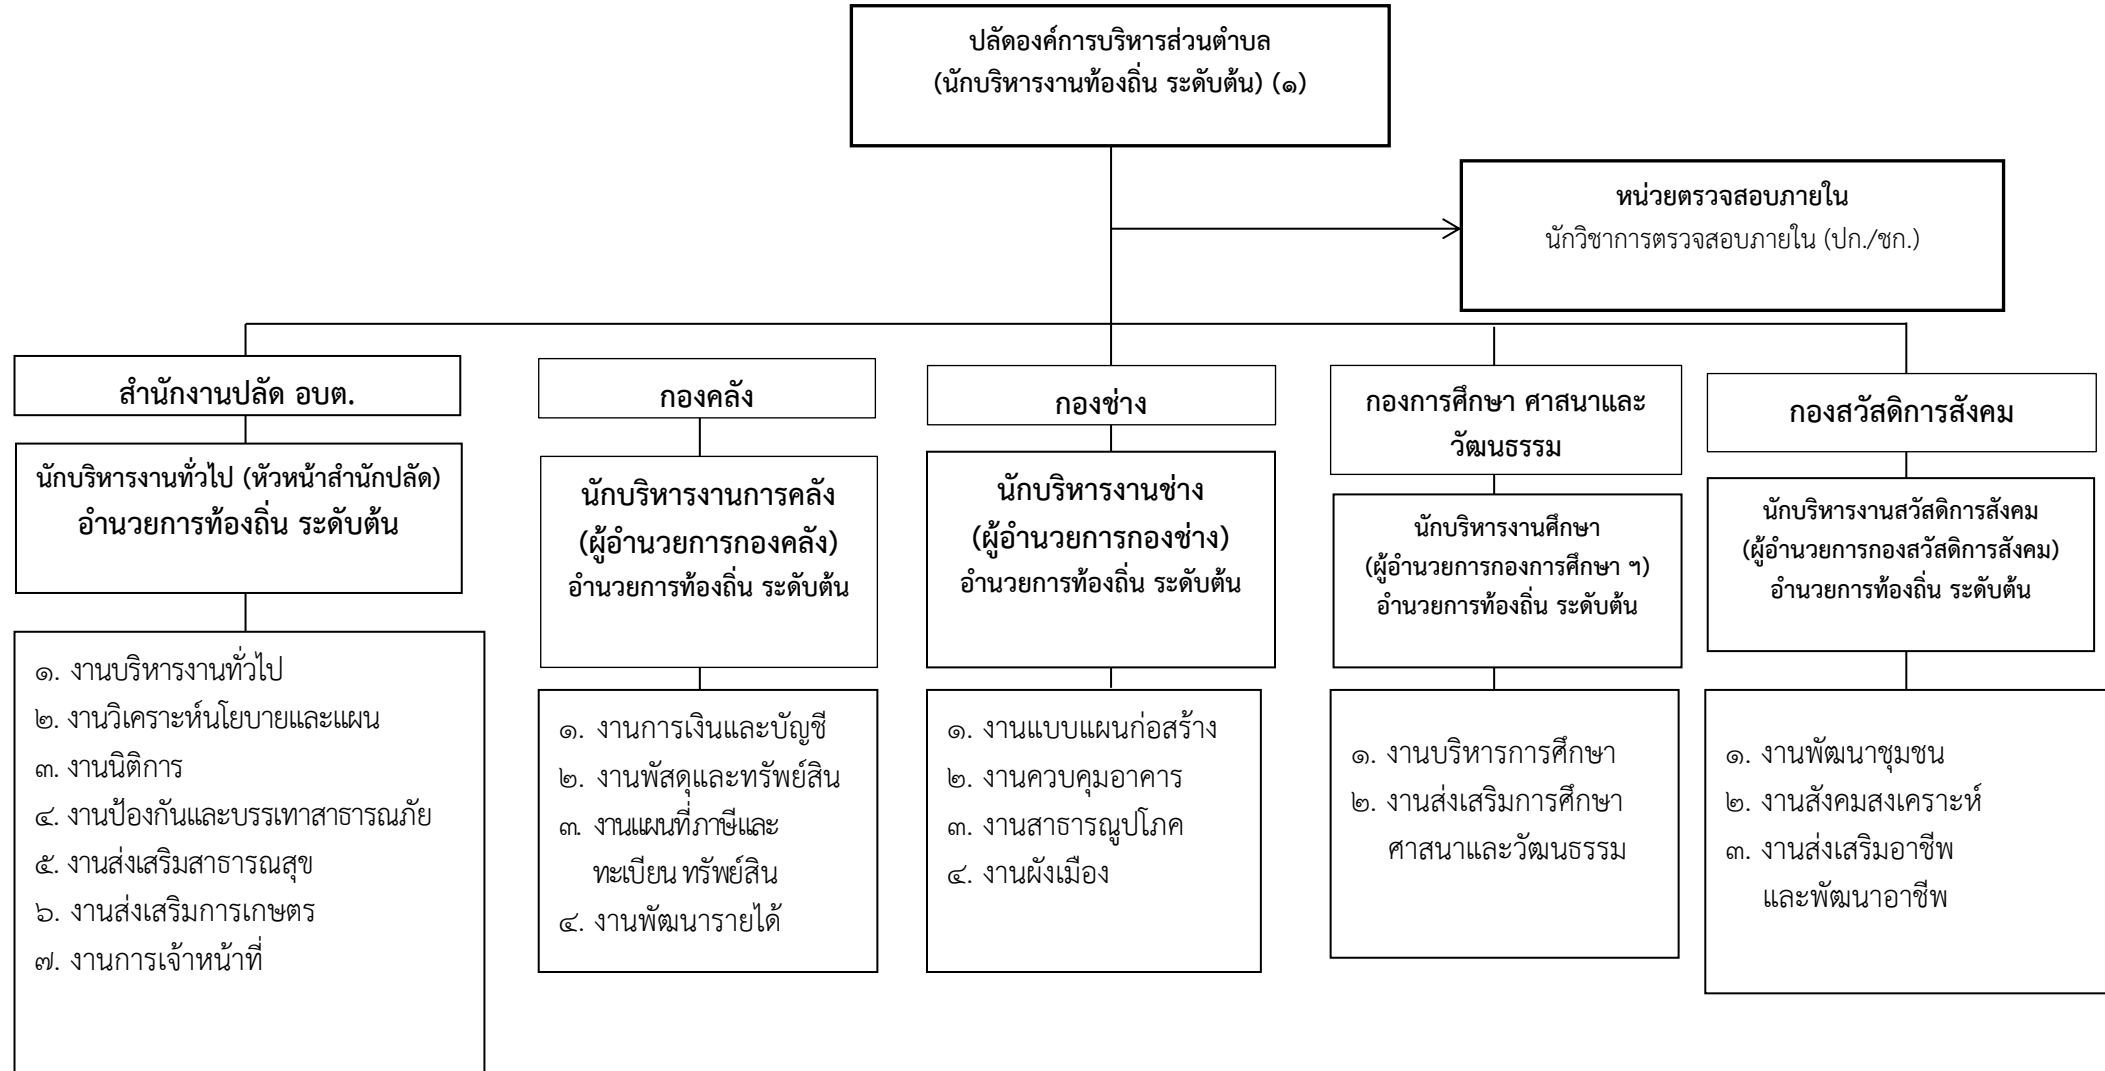 ปลัดองค์การบริหารส่วนตำบล
(นักบริหารงานท้องถิ่น ระดับต้น) (๑)
หน่วยตรวจสอบภายใน
นักวิชาการตรวจสอบภายใน (ปก./ชก.)
สำนักงานปลัด อบต.
นักบริหารงานทั่วไป (หัวหน้าสำนักปลัด)
อำนวยการท้องถิ่น ระดับต้น
๑. งานบริหารงานทั่วไป
๒. งานวิเคราะห์นโยบายและแผน
๓. งานนิติการ
๔. งานป้องกันและบรรเทาสาธารณภัย
๕. งานส่งเสริมสาธารณสุข
๖. งานส่งเสริมการเกษตร
๗. งานการเจ้าหน้าที่
กองคลัง
นักบริหารงานการคลัง
(ผู้อำนวยการกองคลัง)
อำนวยการท้องถิ่น ระดับต้น
๑. งานการเงินและบัญชี
๒. งานพัสดุและทรัพย์สิน
๓. งานแผนที่ภาษีและ
ทะเบียน ทรัพย์สิน
๔. งานพัฒนารายได้
กองช่าง
นักบริหารงานช่าง
(ผู้อำนวยการกองช่าง)
อำนวยการท้องถิ่น ระดับต้น
๑. งานแบบแผนก่อสร้าง
๒. งานควบคุมอาคาร
๓. งานสาธารณูปโภค
๔. งานผังเมือง
กองการศึกษา ศาสนาและ
วัฒนธรรม
นักบริหารงานศึกษา
(ผู้อำนวยการกองการศึกษา ฯ)
อำนวยการท้องถิ่น ระดับต้น
๑. งานบริหารการศึกษา
๒. งานส่งเสริมการศึกษา
ศาสนาและวัฒนธรรม
กองสวัสดิการสังคม
นักบริหารงานสวัสดิการสังคม
(ผู้อำนวยการกองสวัสดิการสังคม)
อำนวยการท้องถิ่น ระดับต้น
๑. งานพัฒนาชุมชน
๒. งานสังคมสงเคราะห์
๓. งานส่งเสริมอาชีพ
และพัฒนาอาชีพ